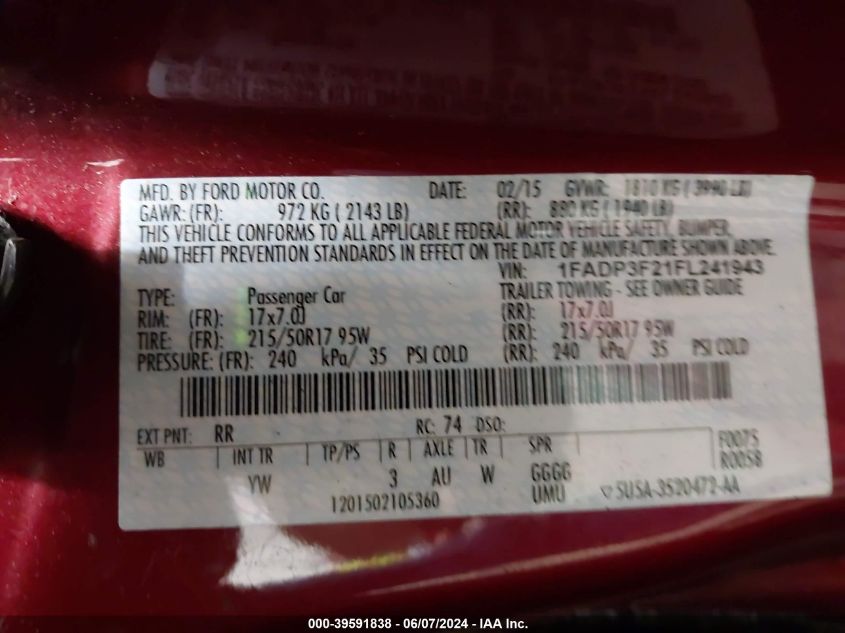 MFD. BY FORD MOTOR CO. DATE: 02/15 GVWR: 1810 KG ( 3990 LB)
GAWR: (FR): 972 KG ( 2143 LB) (RR): 880 KG ( 1940 LB)
THIS VEHICLE CONFORMS TO ALL APPLICABLE FEDERAL MOTOR VEHICLE SAFETY, BUMPER,
AND THEFT PREVENTION STANDARDS IN EFFECT ON THE DATE OF MANUFACTURE SHOWN ABOVE.
VIN: 1FADP3F21FL241943
TYPE: Passenger Car TRAILER TOWING - SEE OWNER GUIDE
RIM: (FR): 17x7.0J (RR): 17x7.0J
TIRE: (FR): 215/50R17 95W (RR): 215/50R17 95W
PRESSURE: (FR): 240 kPa/ 35 PSI COLD (RR): 240 kPa/ 35 PSI COLD
EXT PNT: RR RC: 74 DSO: F0075
WB INT TR TP/PS R AXLE TR SPR R0058
YW 3 AU W GGGG
1201502105360 UMU 5U5A-3520472-AA
000-39591838 - 06/07/2024 - IAA Inc.